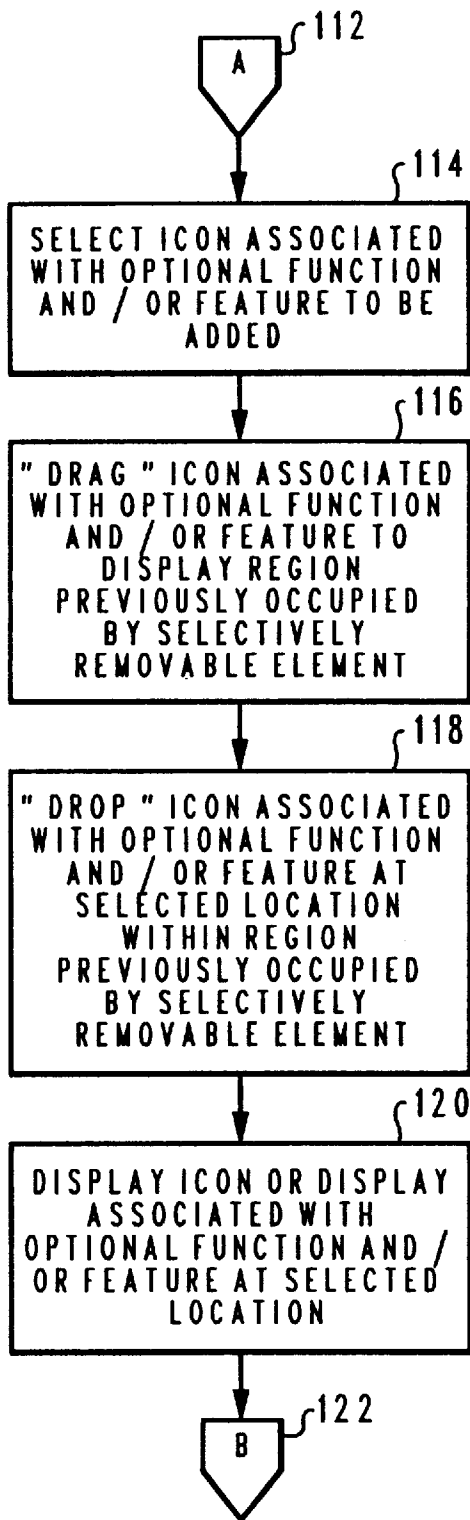 A
112
114
SELECT ICON ASSOCIATED
WITH OPTIONAL FUNCTION
AND / OR FEATURE TO BE
ADDED
116
"DRAG" ICON ASSOCIATED
WITH OPTIONAL FUNCTION
AND / OR FEATURE TO
DISPLAY REGION
PREVIOUSLY OCCUPIED
BY SELECTIVELY
REMOVABLE ELEMENT
118
"DROP" ICON ASSOCIATED
WITH OPTIONAL FUNCTION
AND / OR FEATURE AT
SELECTED LOCATION
WITHIN REGION
PREVIOUSLY OCCUPIED
BY SELECTIVELY
REMOVABLE ELEMENT
120
DISPLAY ICON OR DISPLAY
ASSOCIATED WITH
OPTIONAL FUNCTION AND /
OR FEATURE AT SELECTED
LOCATION
122
B